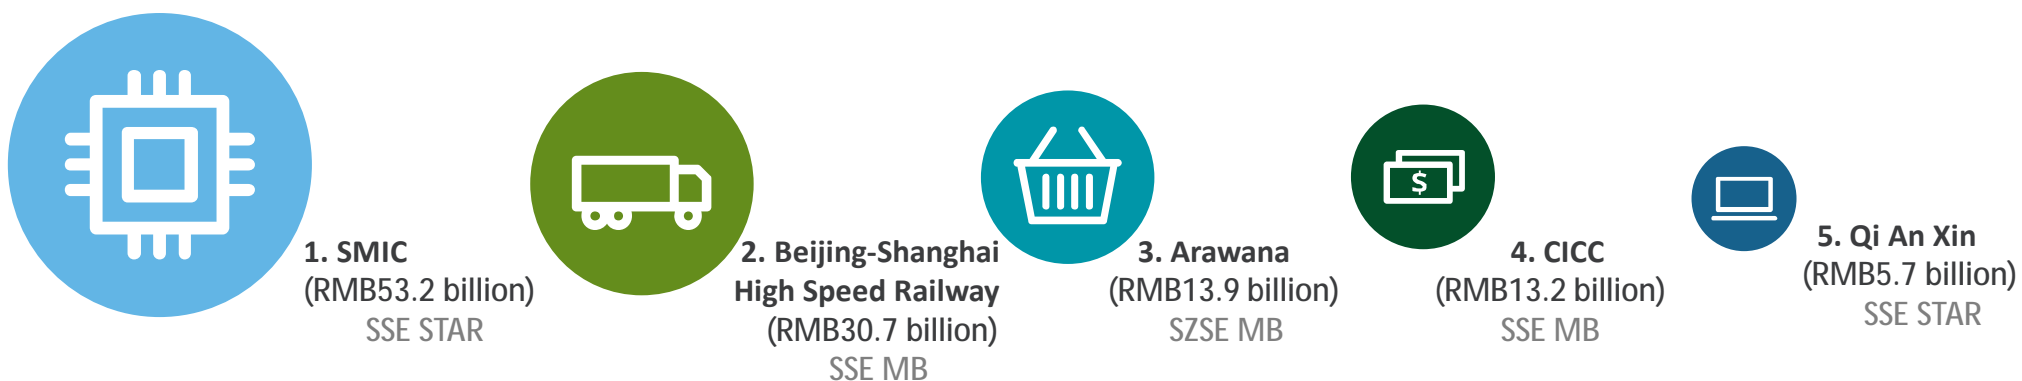 1. SMIC
(RMB53.2 billion)
SSE STAR
2. Beijing-Shanghai
High Speed Railway
(RMB30.7 billion)
SSE MB
3. Arawana
(RMB13.9 billion)
SZSE MB
$
4. CICC
(RMB13.2 billion)
SSE MB
5. Qi An Xin
(RMB5.7 billion)
SSE STAR